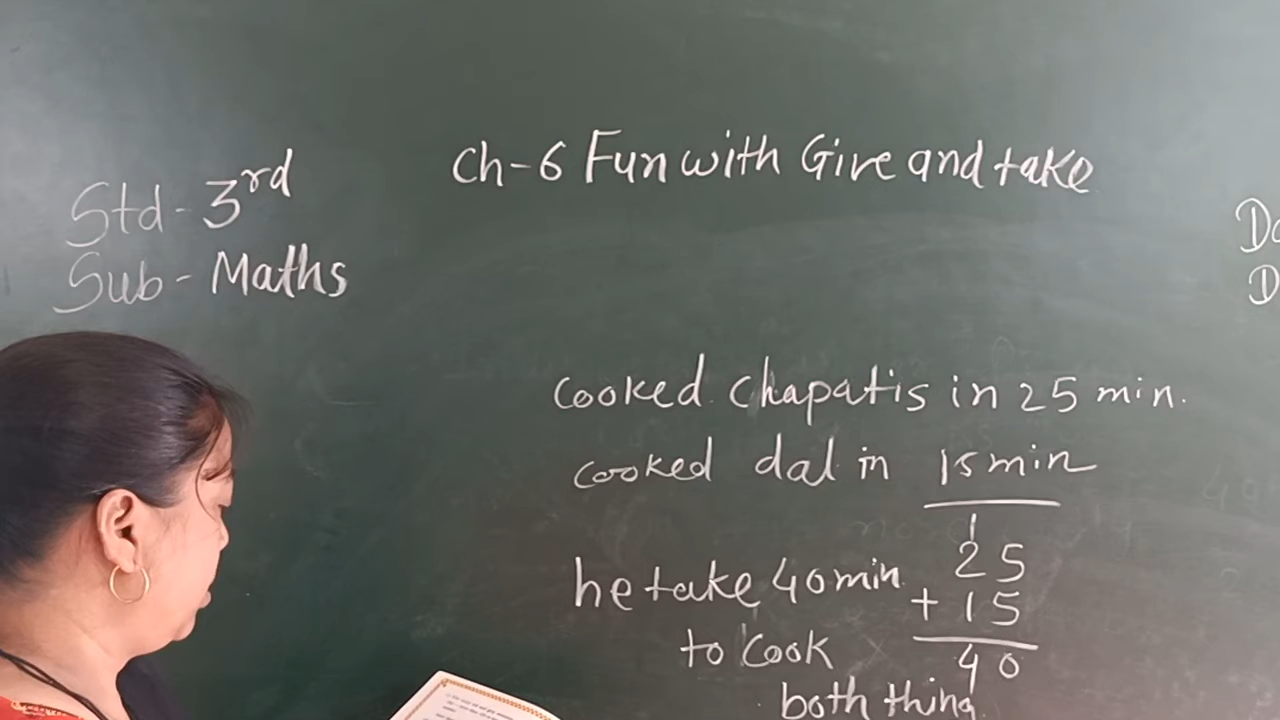 Ch-6 Fun with Give and take
Std - 3rd
Sub - Maths
D
D
cooked chapatis in 25 min.
cooked dal in 15 min
1
25
+ 15
40
he take 40 min
to cook
both thing